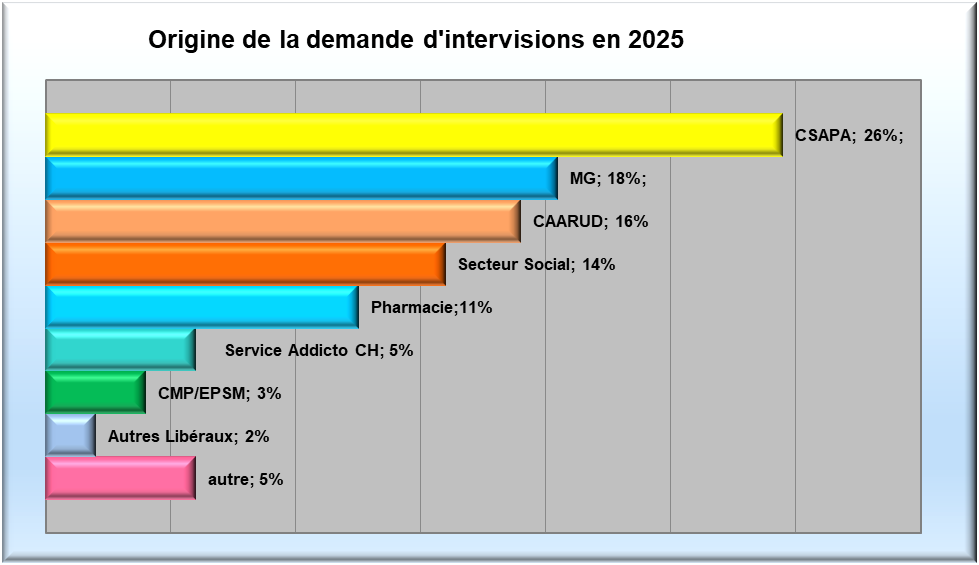 Origine de la demande d'intervisions en 2025
CSAPA; 26%;
MG; 18%;
CAARUD; 16%
Secteur Social; 14%
Pharmacie;11%
Service Addicto CH; 5%
CMP/EPSM; 3%
Autres Libéraux; 2%
autre; 5%